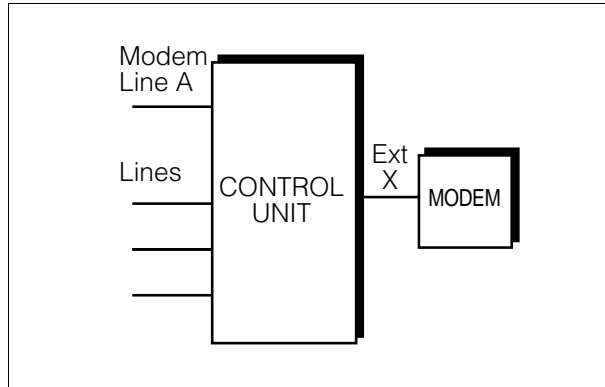 Modem
Line A
Lines
CONTROL
UNIT
Ext
X
MODEM